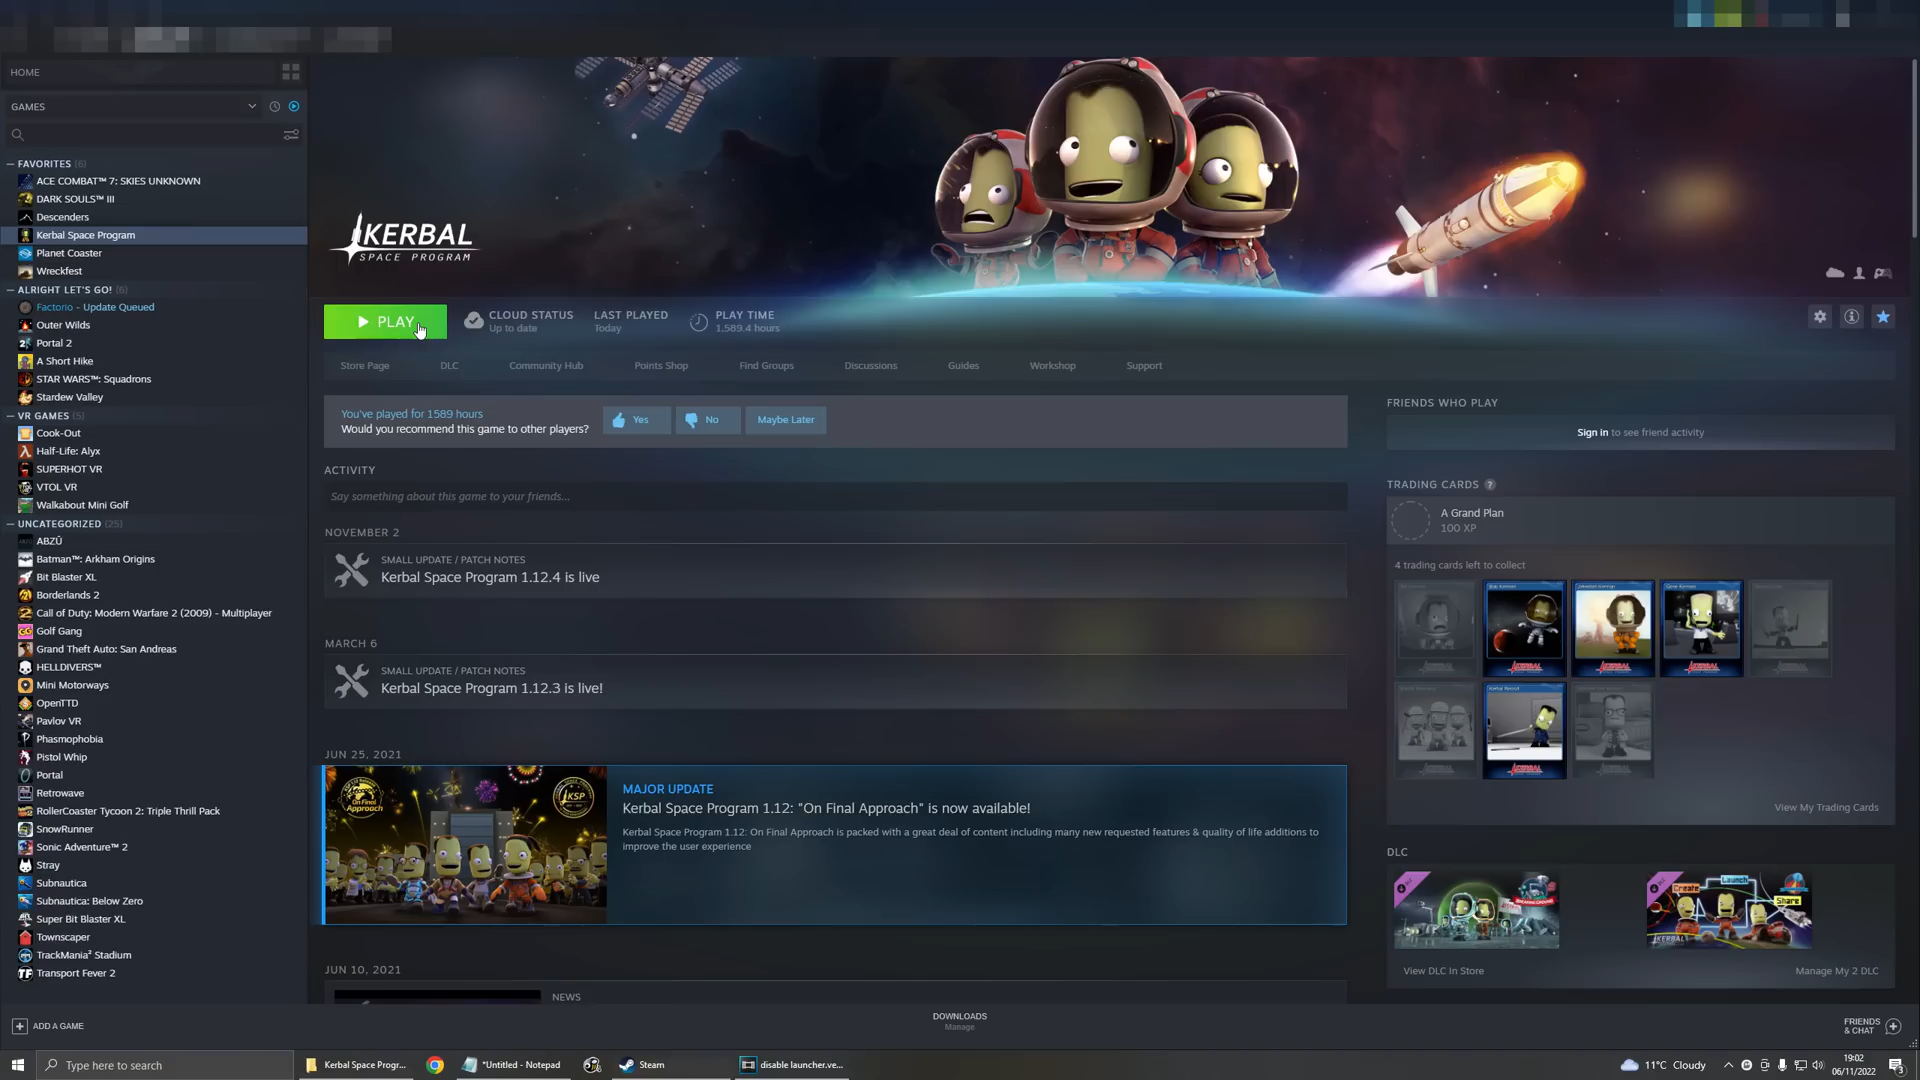 HOME
GAMES
FAVORITES (6)
ACE COMBAT™ 7: SKIES UNKNOWN
DARK SOULS™ III
Descenders
Kerbal Space Program
Planet Coaster
Wreckfest
ALRIGHT LET'S GO! (6)
Factorio - Update Queued
Outer Wilds
Portal 2
A Short Hike
STAR WARS™: Squadrons
Stardew Valley
VR GAMES (5)
Cook-Out
Half-Life: Alyx
SUPERHOT VR
VTOL VR
Walkabout Mini Golf
UNCATEGORIZED (25)
ABZÛ
Batman™: Arkham Origins
Bit Blaster XL
Borderlands 2
Call of Duty: Modern Warfare 2 (2009) - Multiplayer
Golf Gang
Grand Theft Auto: San Andreas
HELLDIVERS™
Mini Motorways
OpenTTD
Pavlov VR
Phasmophobia
Pistol Whip
Portal
Retrowave
RollerCoaster Tycoon 2: Triple Thrill Pack
SnowRunner
Sonic Adventure™ 2
Stray
Subnautica
Subnautica: Below Zero
Super Bit Blaster XL
Townscaper
TrackMania² Stadium
Transport Fever 2
ADD A GAME
KERBAL
SPACE PROGRAM
PLAY
CLOUD STATUS
Up to date
LAST PLAYED
Today
PLAY TIME
1,589.4 hours
Store Page DLC Community Hub Points Shop Find Groups Discussions Guides Workshop Support
You've played for 1589 hours
Would you recommend this game to other players?
Yes No Maybe Later
ACTIVITY
Say something about this game to your friends...
NOVEMBER 2
SMALL UPDATE / PATCH NOTES
Kerbal Space Program 1.12.4 is live
MARCH 6
SMALL UPDATE / PATCH NOTES
Kerbal Space Program 1.12.3 is live!
JUN 25, 2021
On Final Approach
KSP
MAJOR UPDATE
Kerbal Space Program 1.12: "On Final Approach" is now available!
Kerbal Space Program 1.12: On Final Approach is packed with a great deal of content including many new requested features & quality of life additions to
improve the user experience
JUN 10, 2021
NEWS
FRIENDS WHO PLAY
Sign in to see friend activity
TRADING CARDS ?
A Grand Plan
100 XP
4 trading cards left to collect
View My Trading Cards
DLC
Create Launch Share
KERBAL
View DLC In Store
Manage My 2 DLC
DOWNLOADS
Manage
FRIENDS
& CHAT
Type here to search
Kerbal Space Progr...
*Untitled - Notepad
Steam
disable launcher.ve...
11°C Cloudy
19:02
06/11/2022
3